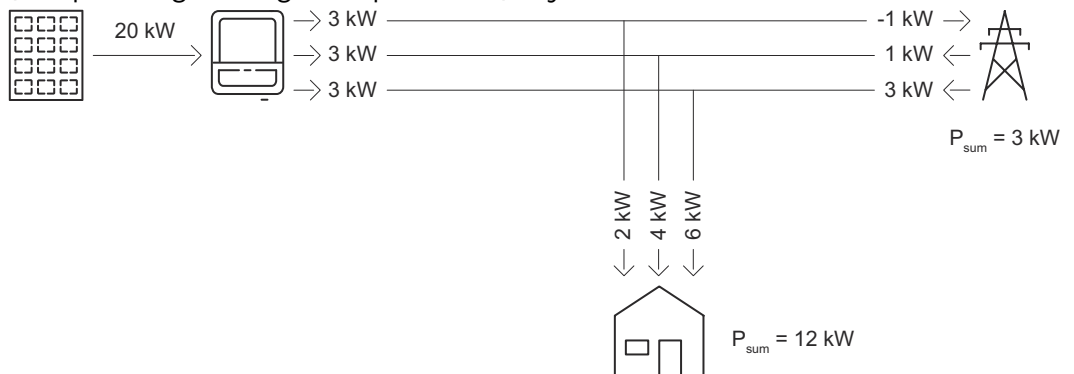 20 kW
3 kW
-1 kW
3 kW
1 kW
3 kW
3 kW
P_sum = 3 kW
2 kW
4 kW
6 kW
P_sum = 12 kW